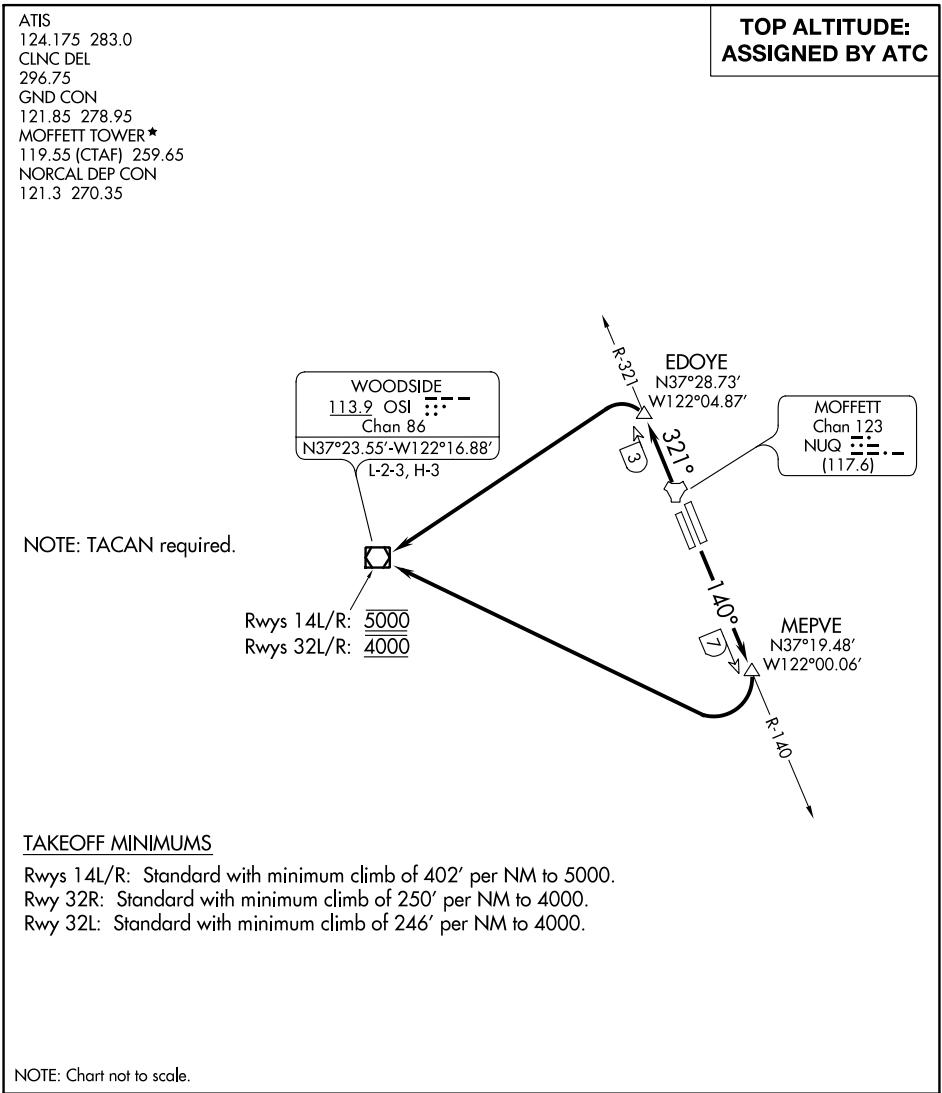 ATIS
124.175 283.0
CLNC DEL
296.75
GND CON
121.85 278.95
MOFFETT TOWER★
119.55 (CTAF) 259.65
NORCAL DEP CON
121.3 270.35
TOP ALTITUDE:
ASSIGNED BY ATC
R-321
EDOYE
N37°28.73'
W122°04.87'
WOODSIDE
113.9 OSI
Chan 86
N37°23.55'-W122°16.88'
L-2-3, H-3
MOFFETT
Chan 123
NUQ
(117.6)
3
321°
NOTE: TACAN required.
Rwys 14L/R: 5000
Rwys 32L/R: 4000
140°
7
MEPVE
N37°19.48'
W122°00.06'
R-140
TAKEOFF MINIMUMS
Rwys 14L/R: Standard with minimum climb of 402' per NM to 5000.
Rwy 32R: Standard with minimum climb of 250' per NM to 4000.
Rwy 32L: Standard with minimum climb of 246' per NM to 4000.
NOTE: Chart not to scale.